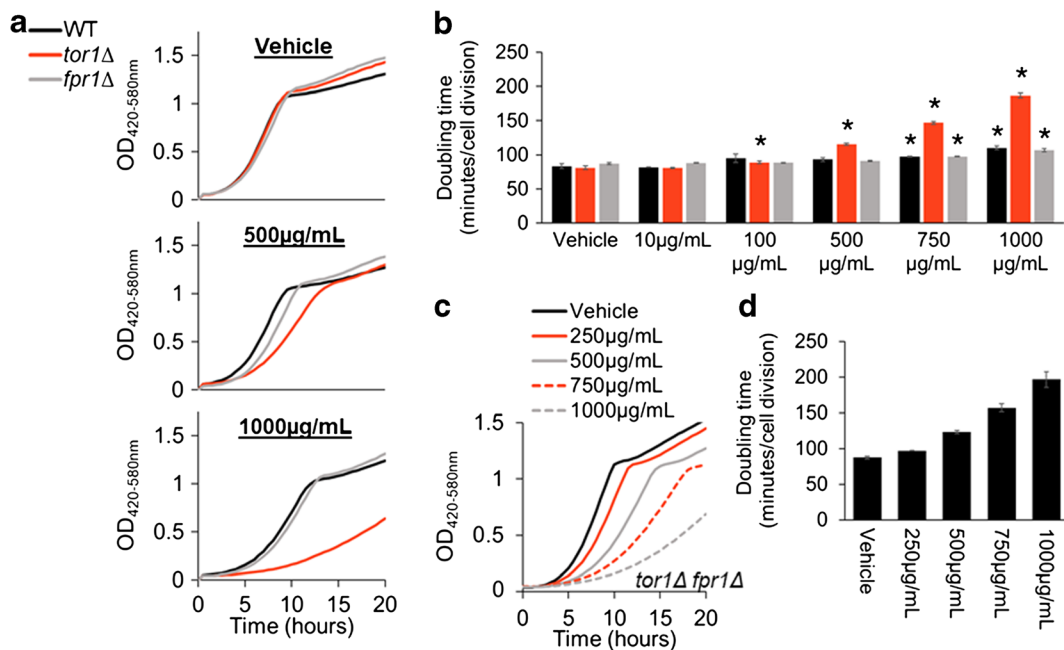 a
WT
tor1Δ
fpr1Δ
Vehicle
OD420-580nm
1.5
1
0.5
0
500µg/mL
OD420-580nm
1.5
1
0.5
0
1000µg/mL
OD420-580nm
1.5
1
0.5
0
0 5 10 15 20
Time (hours)
b
Doubling time
(minutes/cell division)
250
200
150
100
50
0
* * * * * * * *
Vehicle 10µg/mL 100 500 750 1000
µg/mL µg/mL µg/mL µg/mL
c
Vehicle
250µg/mL
500µg/mL
750µg/mL
1000µg/mL
OD420-580nm
1.5
1
0.5
0
tor1Δ fpr1Δ
0 5 10 15 20
Time (hours)
d
Doubling time
(minutes/cell division)
250
200
150
100
50
0
Vehicle
250µg/mL
500µg/mL
750µg/mL
1000µg/mL